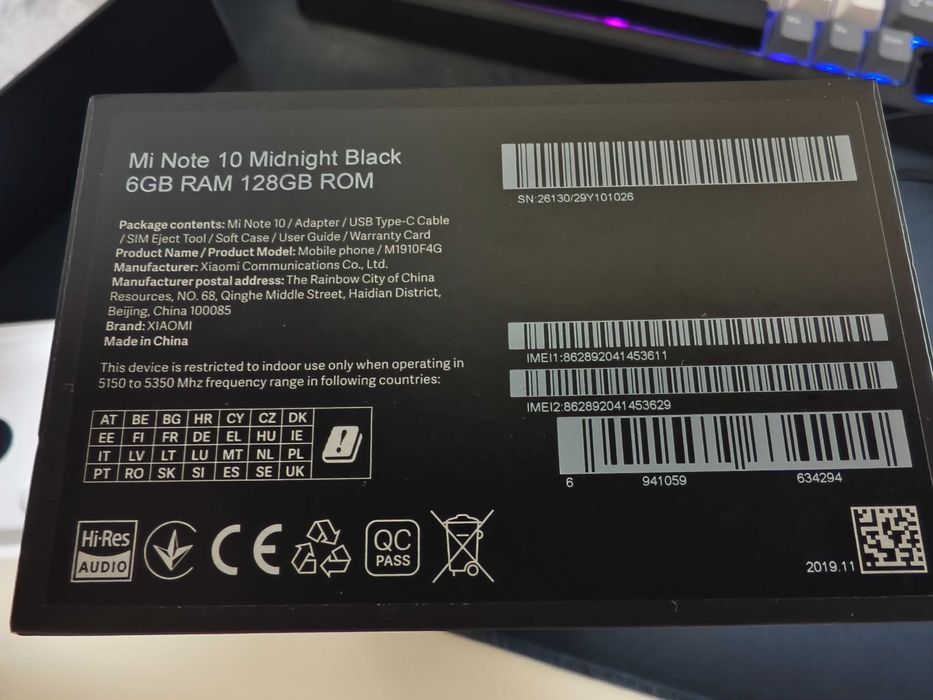 Mi Note 10 Midnight Black
6GB RAM 128GB ROM
Package contents: Mi Note 10 / Adapter / USB Type-C Cable
/ SIM Eject Tool / Soft Case / User Guide / Warranty Card
Product Name / Product Model: Mobile phone / M1910F4G
Manufacturer: Xiaomi Communications Co., Ltd.
Manufacturer postal address: The Rainbow City of China
Resources, NO. 68, Qinghe Middle Street, Haidian District,
Beijing, China 100085
Brand: XIAOMI
Made in China
This device is restricted to indoor use only when operating in
5150 to 5350 Mhz frequency range in following countries:
AT BE BG HR CY CZ DK
EE FI FR DE EL HU IE
IT LV LT LU MT NL PL
PT RO SK SI ES SE UK
Hi-Res
AUDIO
CE
QC
PASS
SN:26130/29Y101026
IMEI1:862892041453611
IMEI2:862892041453629
6 941059 634294
2019.11